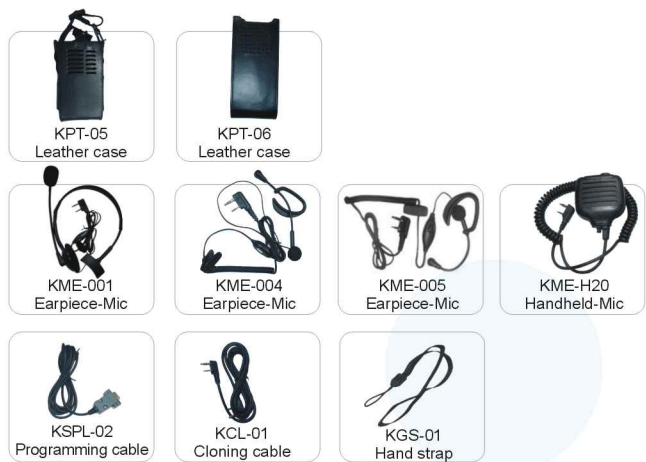 KPT-05
Leather case
KPT-06
Leather case
KME-001
Earpiece-Mic
KME-004
Earpiece-Mic
KME-005
Earpiece-Mic
KME-H20
Handheld-Mic
KSPL-02
Programming cable
KCL-01
Cloning cable
KGS-01
Hand strap